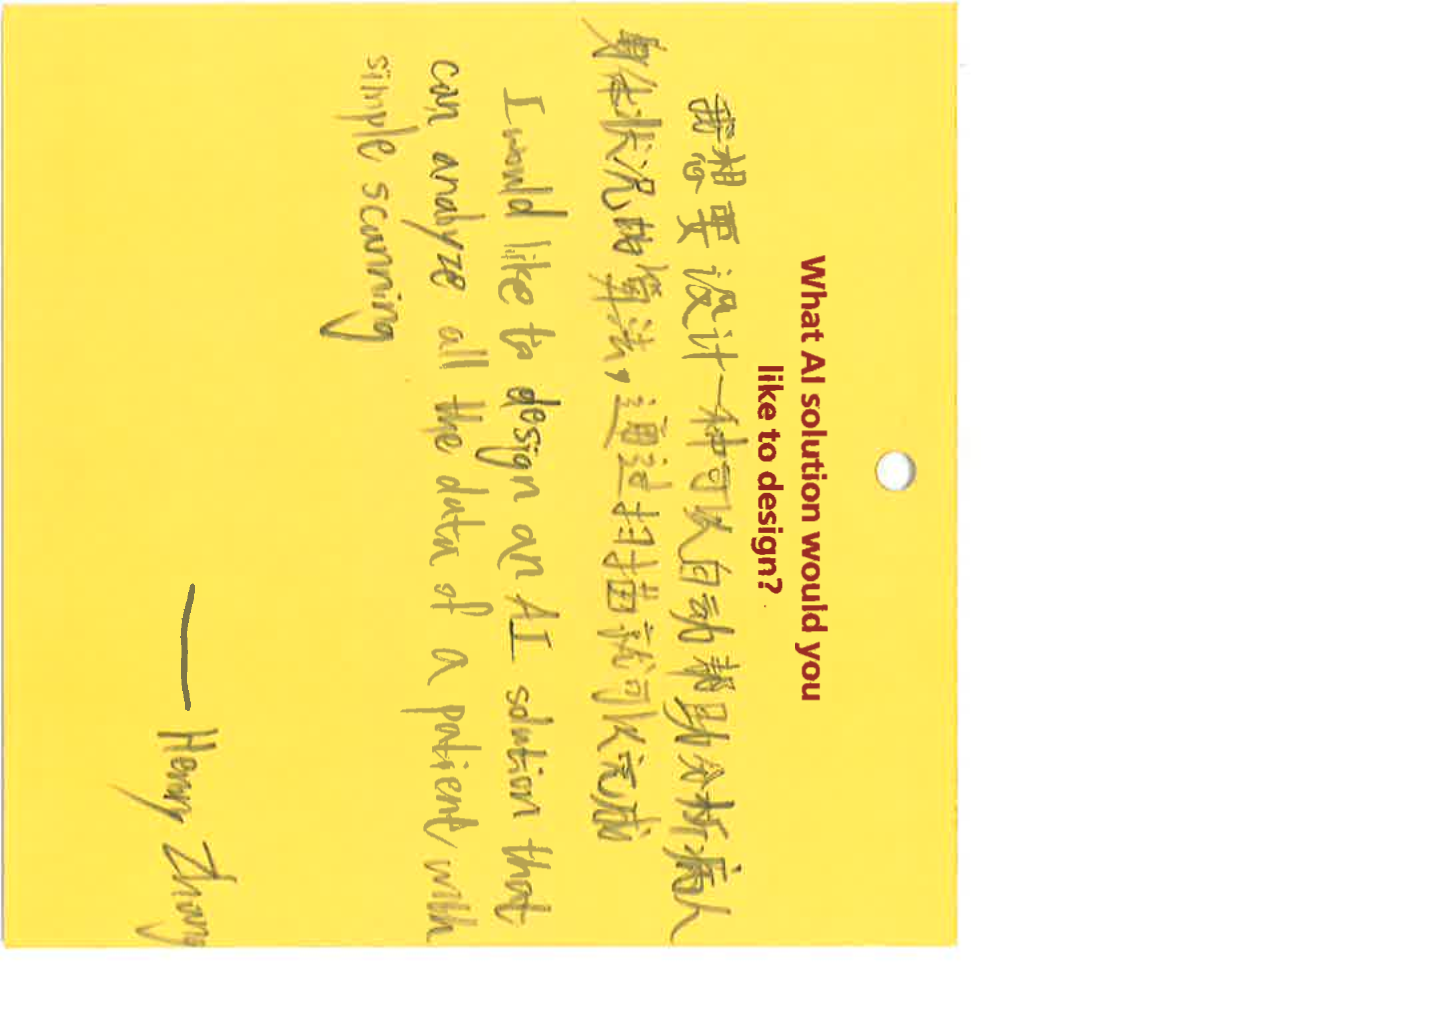 What AI solution would you
like to design?
我想要设计一种可以自动帮助分析病人
身体状况的算法，通过扫描就可以完成
I would like to design an AI solution that
can analyze all the data of a patient with
simple scanning
— Henry Zhang